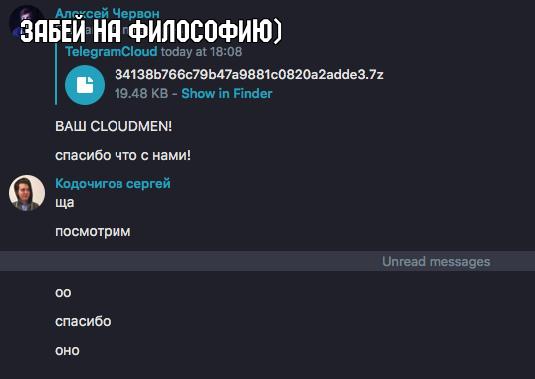 Алексей Червон
ЗАБЕЙ НА ФИЛОСОФИЮ)
TelegramCloud today at 18:08
34138b766c79b47a9881c0820a2adde3.7z
19.48 KB - Show in Finder
ВАШ CLOUDMEN!
спасибо что с нами!
Кодочигов сергей
ща
посмотрим
Unread messages
оо
спасибо
оно